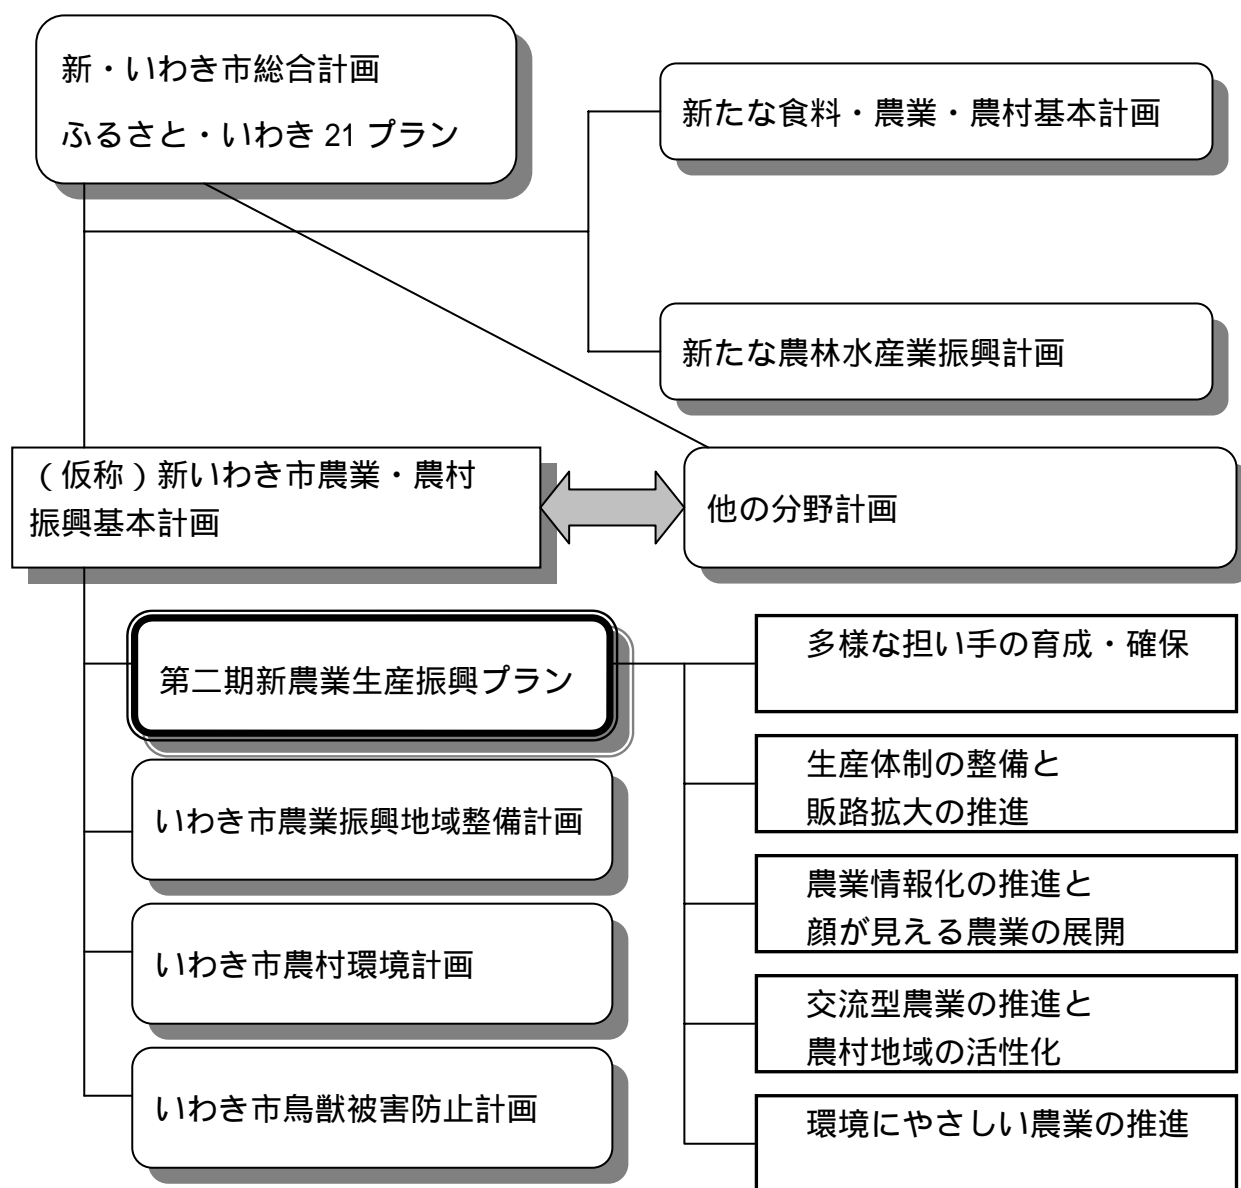 新・いわき市総合計画
ふるさと・いわき 21 プラン
新たな食料・農業・農村基本計画
新たな農林水産業振興計画
（仮称）新いわき市農業・農村
振興基本計画
他の分野計画
第二期新農業生産振興プラン
いわき市農業振興地域整備計画
いわき市農村環境計画
いわき市鳥獣被害防止計画
多様な担い手の育成・確保
生産体制の整備と
販路拡大の推進
農業情報化の推進と
顔が見える農業の展開
交流型農業の推進と
農村地域の活性化
環境にやさしい農業の推進